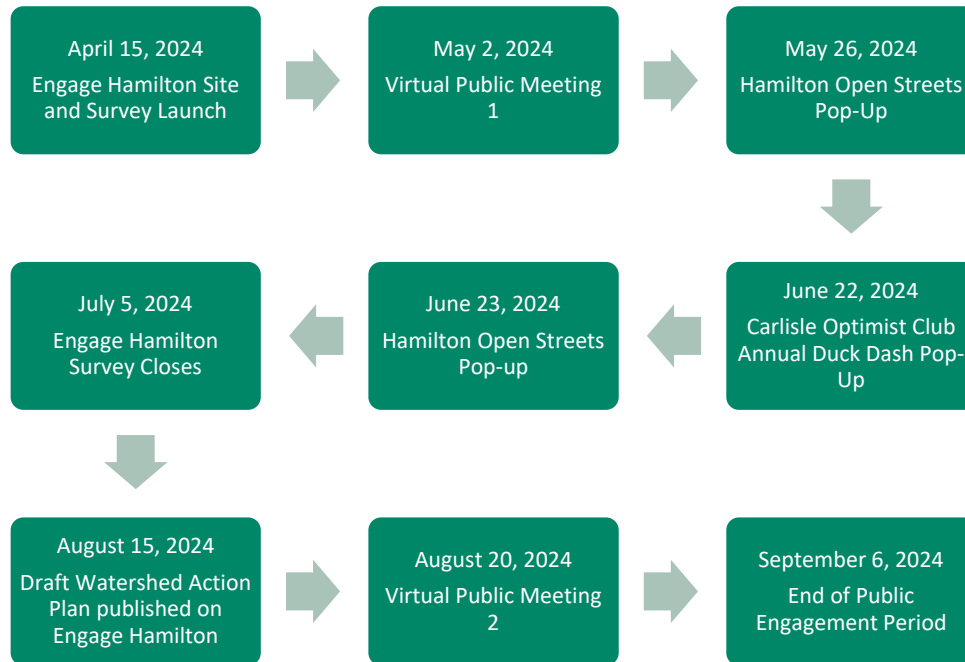 April 15, 2024
Engage Hamilton Site
and Survey Launch
May 2, 2024
Virtual Public Meeting
1
May 26, 2024
Hamilton Open Streets
Pop-Up
June 22, 2024
Carlisle Optimist Club
Annual Duck Dash Pop-
Up
June 23, 2024
Hamilton Open Streets
Pop-up
July 5, 2024
Engage Hamilton
Survey Closes
August 15, 2024
Draft Watershed Action
Plan published on
Engage Hamilton
August 20, 2024
Virtual Public Meeting
2
September 6, 2024
End of Public
Engagement Period